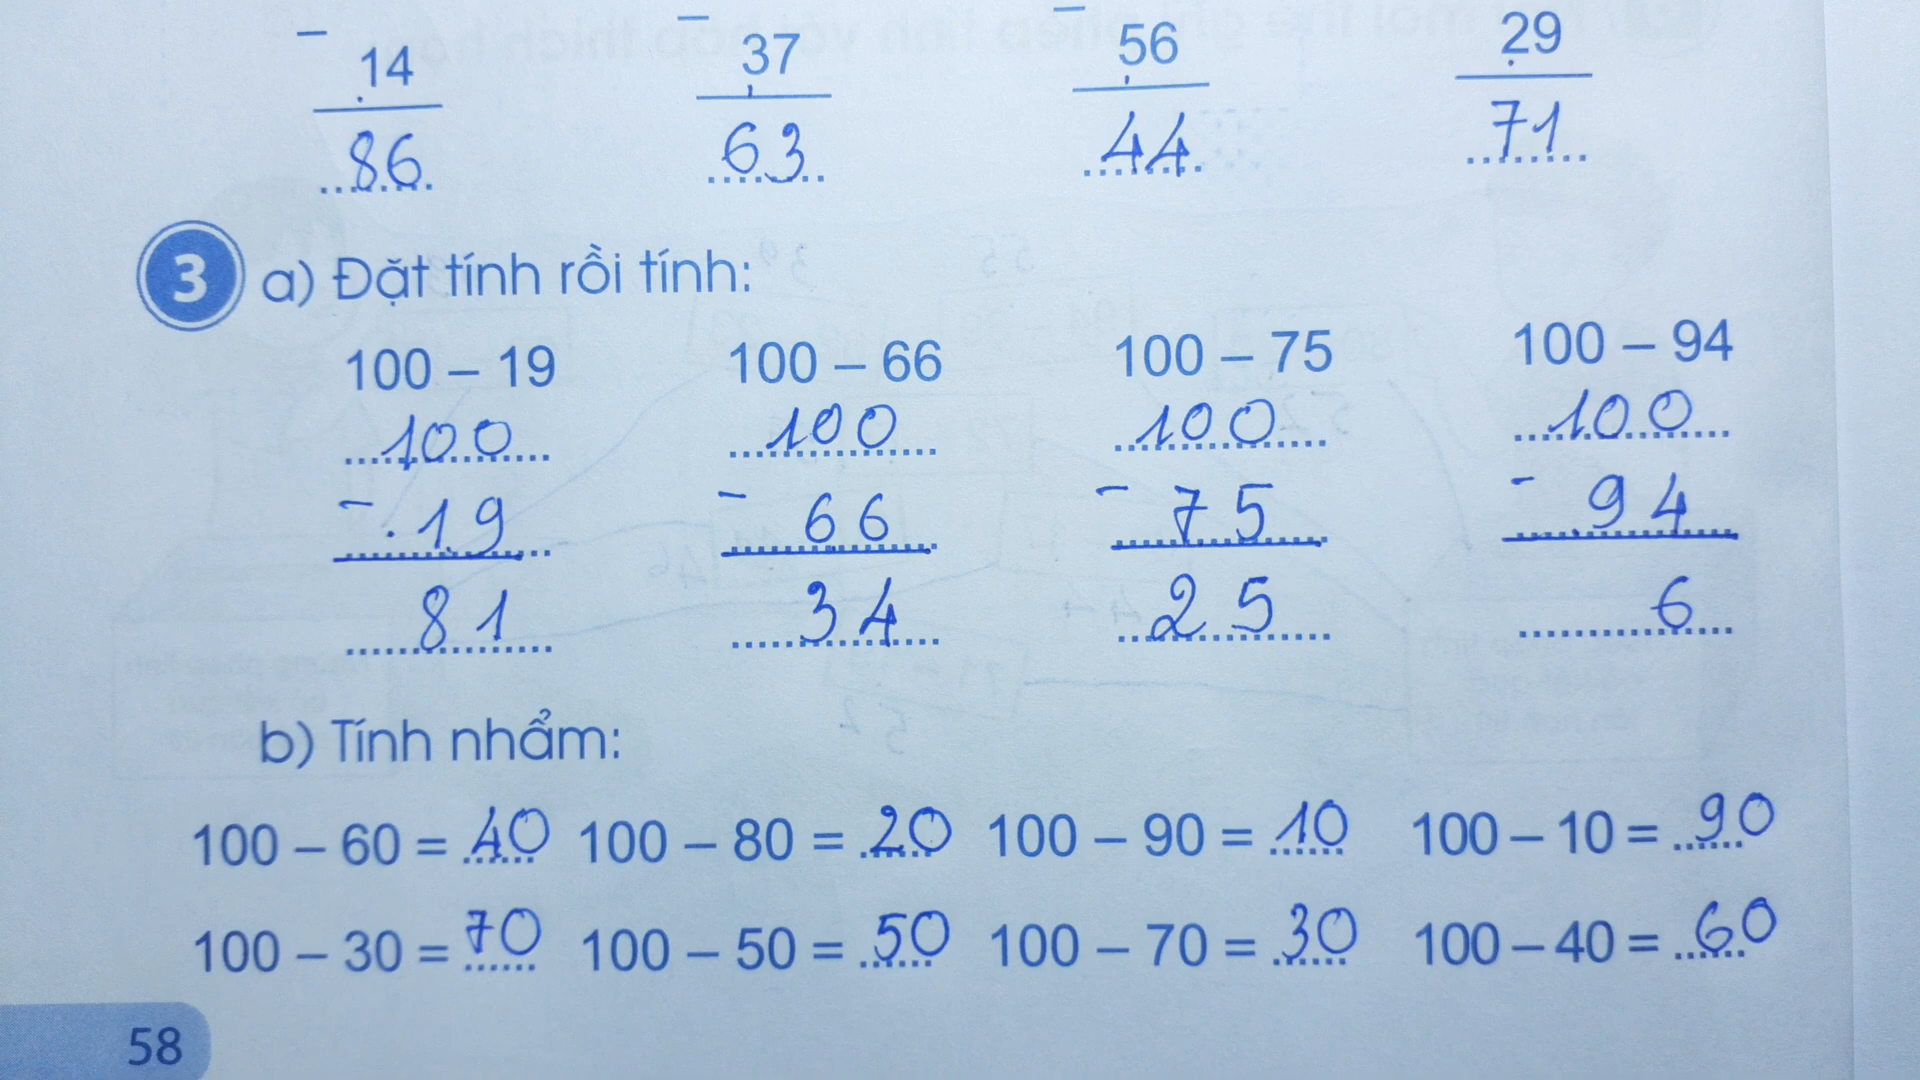 − − − −
14 37 56 29
86 63 44 71
3 a) Đặt tính rồi tính:
100 – 19 100 – 66 100 – 75 100 – 94
100 100 100 100
- 19 - 66 - 75 - 94
81 34 25 6
b) Tính nhẩm:
100 – 60 = 40 100 – 80 = 20 100 – 90 = 10 100 – 10 = 90
100 – 30 = 70 100 – 50 = 50 100 – 70 = 30 100 – 40 = 60
58